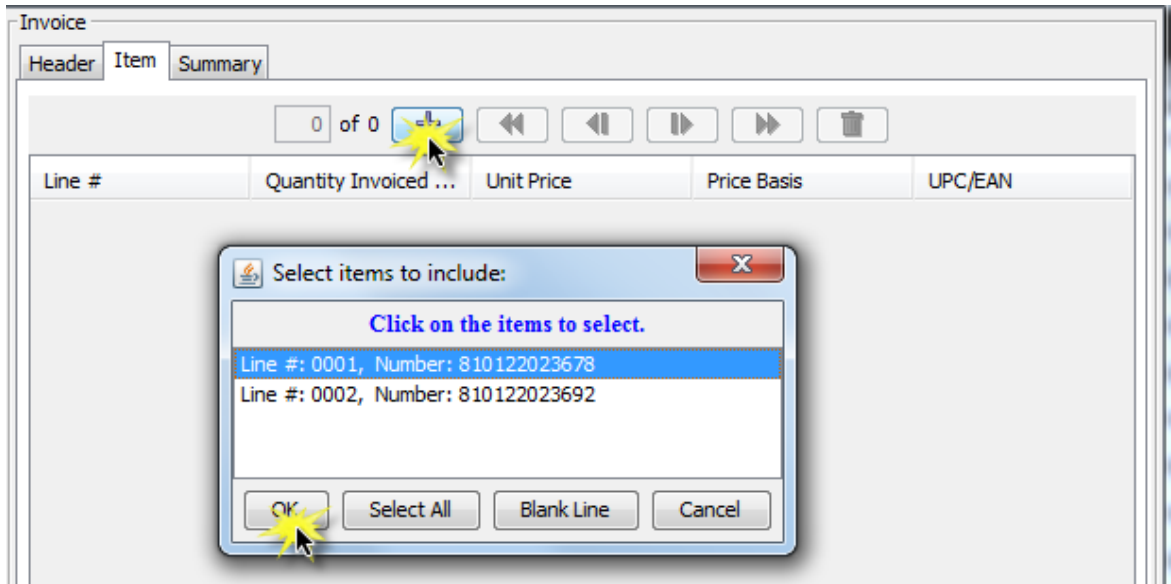 Invoice
Header Item Summary
0 of 0
Line # Quantity Invoiced ... Unit Price Price Basis UPC/EAN
Select items to include:
Click on the items to select.
Line #: 0001, Number: 810122023678
Line #: 0002, Number: 810122023692
OK Select All Blank Line Cancel